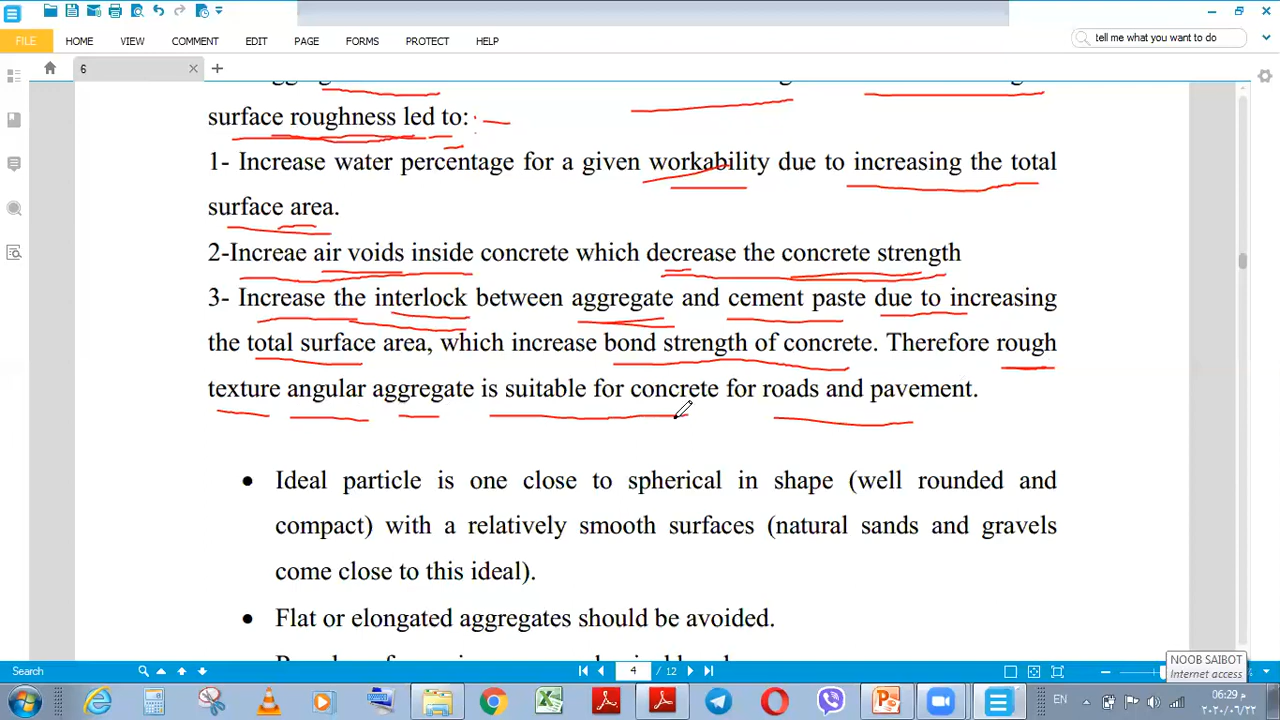 FILE HOME VIEW COMMENT EDIT PAGE FORMS PROTECT HELP tell me what you want to do
6
surface roughness led to:
1- Increase water percentage for a given workability due to increasing the total
surface area.
2-Increae air voids inside concrete which decrease the concrete strength
3- Increase the interlock between aggregate and cement paste due to increasing
the total surface area, which increase bond strength of concrete. Therefore rough
texture angular aggregate is suitable for concrete for roads and pavement.
• Ideal particle is one close to spherical in shape (well rounded and
compact) with a relatively smooth surfaces (natural sands and gravels
come close to this ideal).
• Flat or elongated aggregates should be avoided.
Search 4 / 12
NOOB SAIBOT
Internet access
EN 06:29 م
٢٠٢٠/٠٦/٢٢